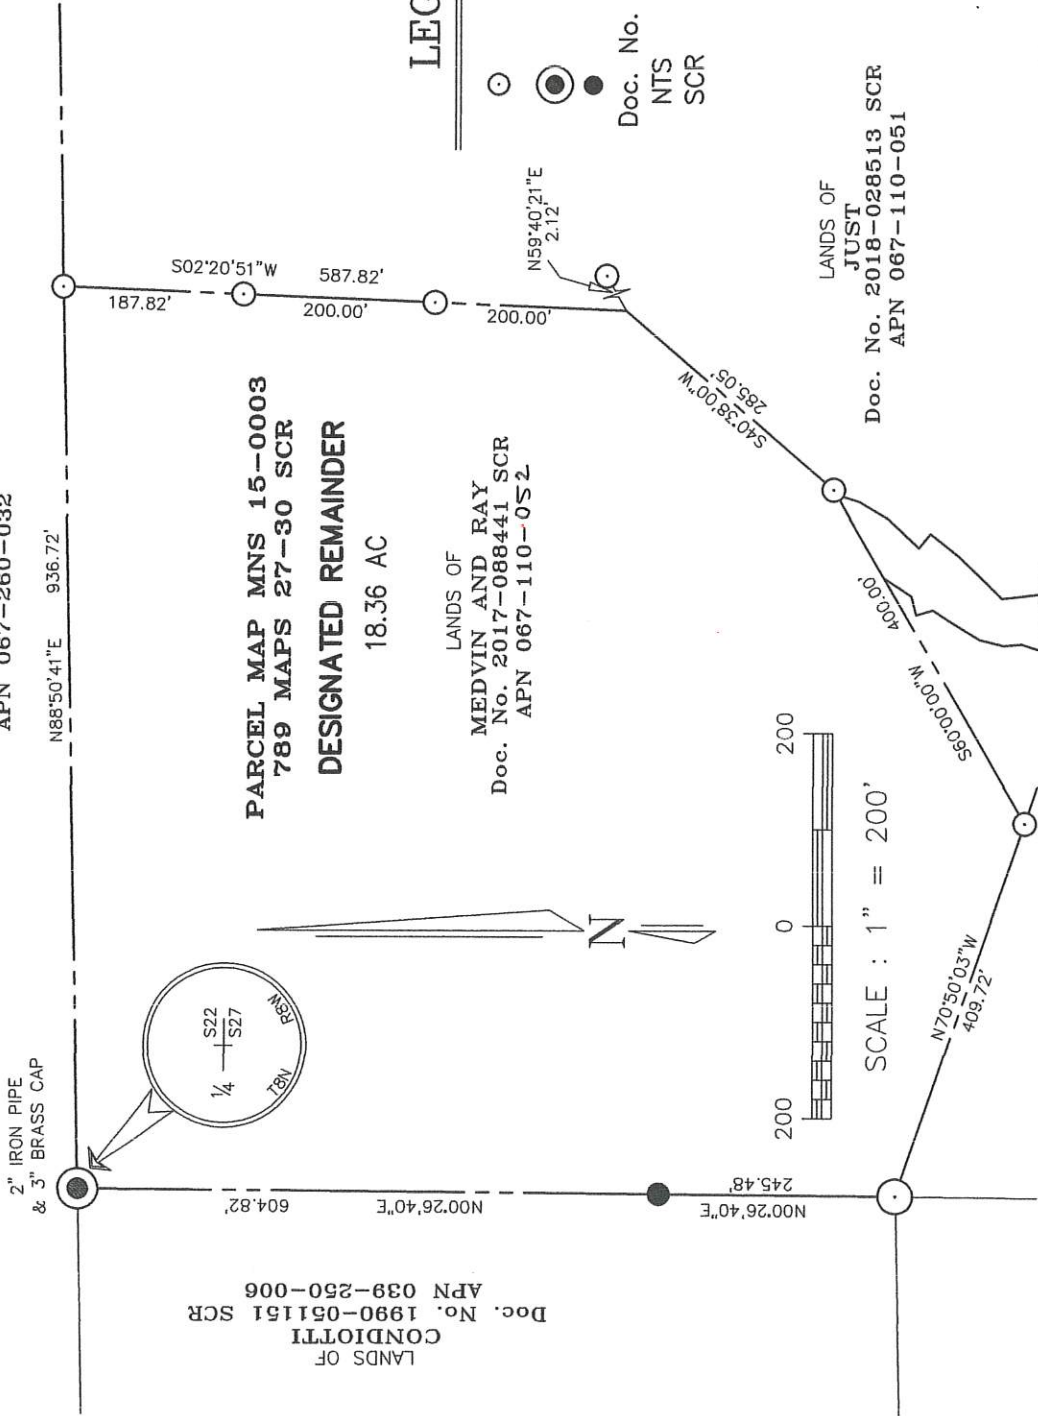 APN 067-260-032
N88°50'41"E 936.72'
2" IRON PIPE
& 3" BRASS CAP
1/4 S22
S27
T8N R8W
S02°20'51"W 587.82'
187.82'
200.00'
200.00'
N59°40'21"E
2.12'
PARCEL MAP MNS 15-0003
789 MAPS 27-30 SCR
DESIGNATED REMAINDER
18.36 AC
LANDS OF
MEDVIN AND RAY
Doc. No. 2017-088441 SCR
APN 067-110-052
N
S40°38'00"W
285.05'
400.00'
S60°00'00"W
N70°50'03"W
409.72'
604.82'
N00°26'40"E
245.48'
N00°26'40"E
200 0 200
SCALE : 1" = 200'
LANDS OF
CONDIOTTI
Doc. No. 1990-051151 SCR
APN 039-250-006
LANDS OF
JUST
Doc. No. 2018-028513 SCR
APN 067-110-051
LEG
Doc. No.
NTS
SCR